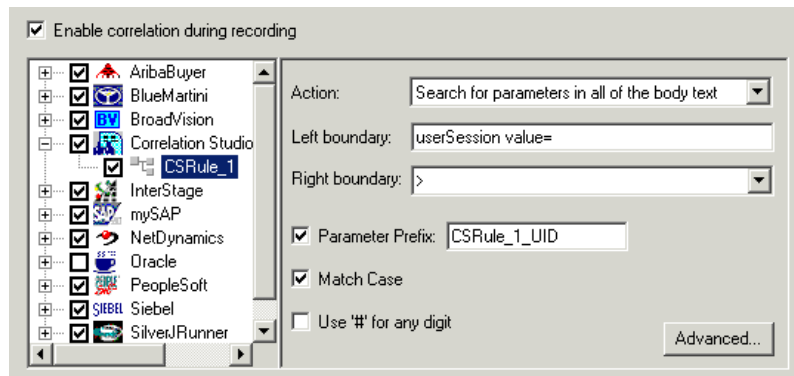 Enable correlation during recording
AribaBuyer
BlueMartini
BV BroadVision
Correlation Studio
CSRule_1
InterStage
SAP mySAP
NetDynamics
Oracle
PeopleSoft
SIEBEL Siebel
SilverJRunner
Action: Search for parameters in all of the body text
Left boundary: userSession value=
Right boundary: >
Parameter Prefix: CSRule_1_UID
Match Case
Use '#' for any digit
Advanced...